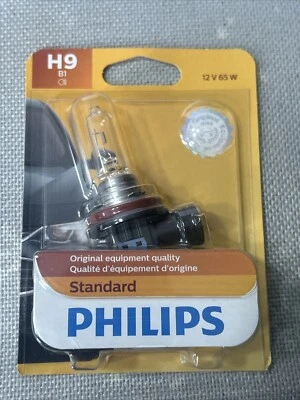 H9
B1
12 V 65 W
Original equipment quality
Qualité d'équipement d'origine
Standard
PHILIPS